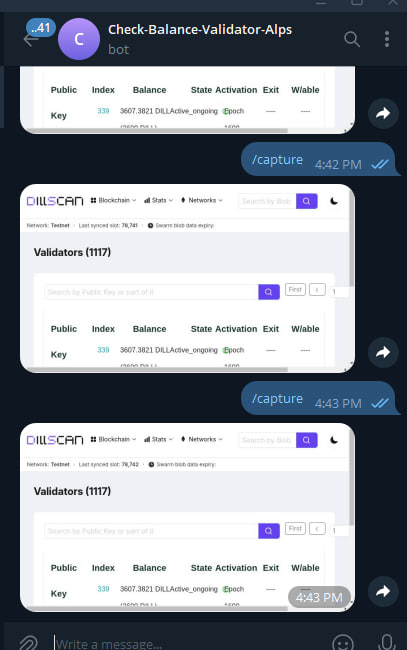 ..41
C
Check-Balance-Validator-Alps
bot
Public Index Balance State Activation Exit W/able
Key 339 3607.3821 DILL Active_ongoing Epoch ---- ----
(3600 DILL) 1599
/capture 4:42 PM
DILLSCAN Blockchain Stats Networks Search by Blob
Network: Testnet · Last synced slot: 78,741 · Swarm blob data expiry:
Validators (1117)
Search by Public Key or part of it First < 1
Public Index Balance State Activation Exit W/able
Key 339 3607.3821 DILL Active_ongoing Epoch ---- ----
/capture 4:43 PM
DILLSCAN Blockchain Stats Networks Search by Blob
Network: Testnet · Last synced slot: 78,742 · Swarm blob data expiry:
Validators (1117)
Search by Public Key or part of it First < 1
Public Index Balance State Activation Exit W/able
Key 339 3607.3821 DILL Active_ongoing Epoch
4:43 PM
Write a message...